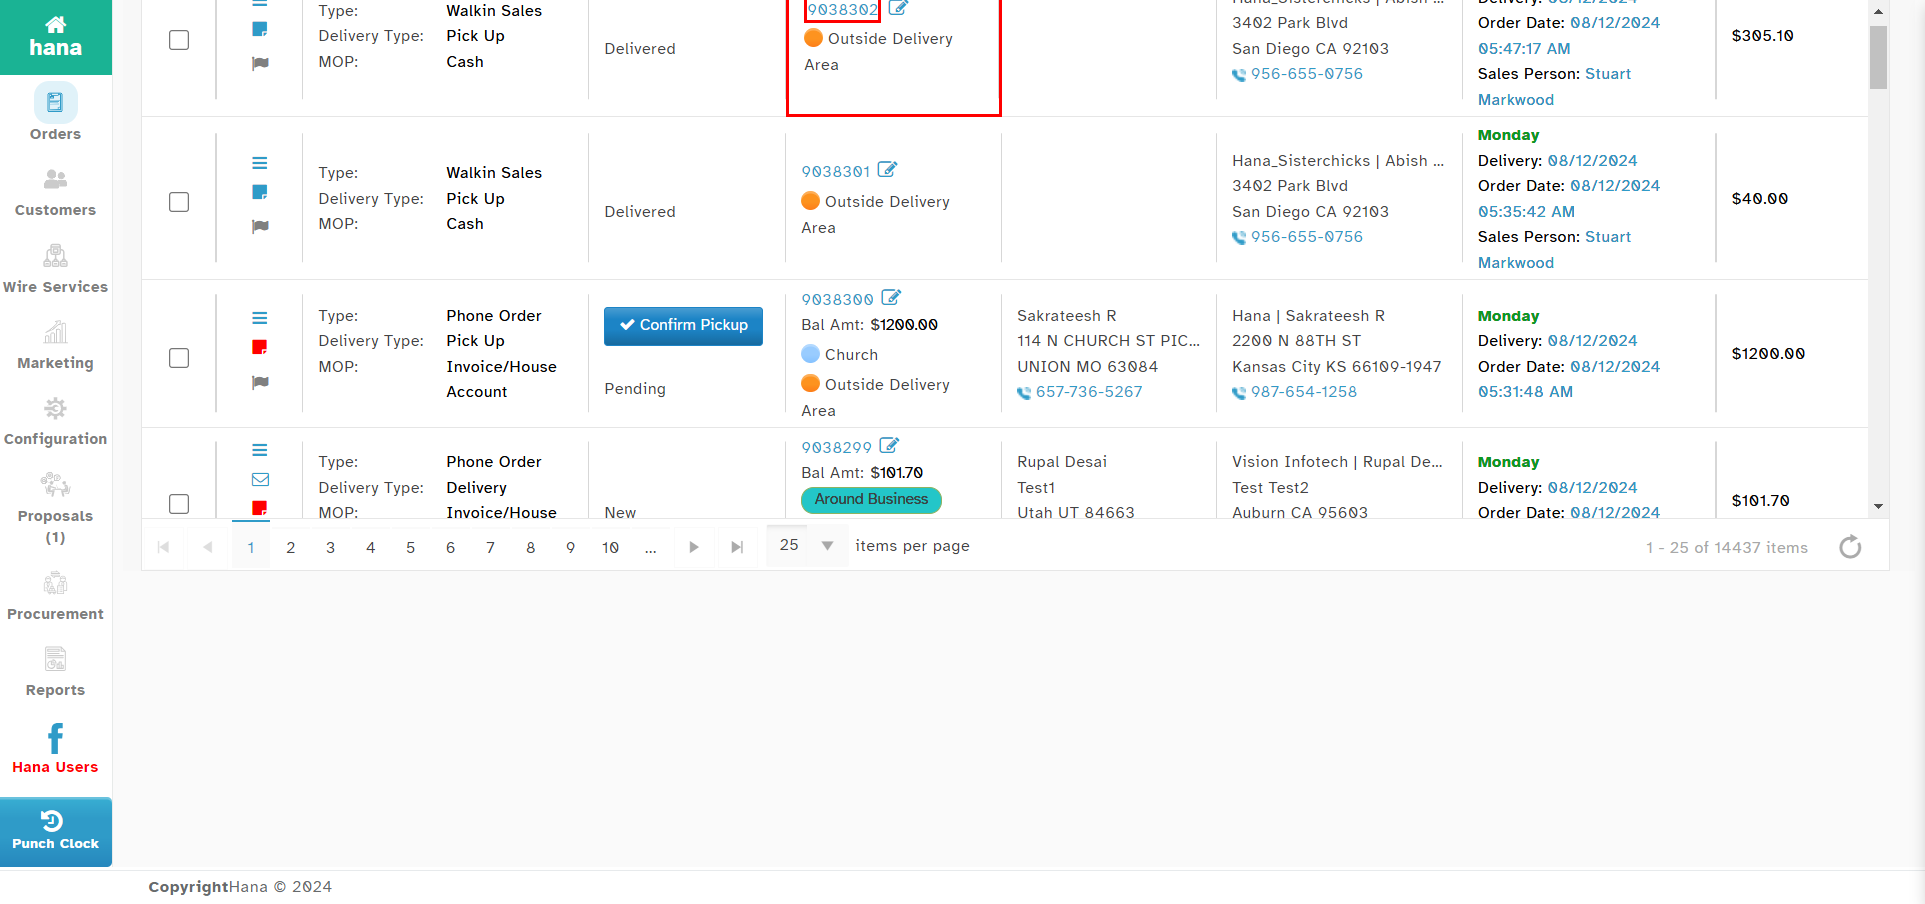 hana
Orders
Customers
Wire Services
Marketing
Configuration
Proposals
(1)
Procurement
Reports
Hana Users
Punch Clock
Type: Walkin Sales
Delivery Type: Pick Up
MOP: Cash
Delivered
9038302
Outside Delivery
Area
Hana_Sisterchicks | Abish ...
3402 Park Blvd
San Diego CA 92103
956-655-0756
Delivery: 08/12/2024
Order Date: 08/12/2024
05:47:17 AM
Sales Person: Stuart
Markwood
$305.10
Type: Walkin Sales
Delivery Type: Pick Up
MOP: Cash
Delivered
9038301
Outside Delivery
Area
Hana_Sisterchicks | Abish ...
3402 Park Blvd
San Diego CA 92103
956-655-0756
Monday
Delivery: 08/12/2024
Order Date: 08/12/2024
05:35:42 AM
Sales Person: Stuart
Markwood
$40.00
Type: Phone Order
Delivery Type: Pick Up
MOP: Invoice/House
Account
Confirm Pickup
Pending
9038300
Bal Amt: $1200.00
Church
Outside Delivery
Area
Sakrateesh R
114 N CHURCH ST PIC...
UNION MO 63084
657-736-5267
Hana | Sakrateesh R
2200 N 88TH ST
Kansas City KS 66109-1947
987-654-1258
Monday
Delivery: 08/12/2024
Order Date: 08/12/2024
05:31:48 AM
$1200.00
Type: Phone Order
Delivery Type: Delivery
MOP: Invoice/House
New
9038299
Bal Amt: $101.70
Around Business
Rupal Desai
Test1
Utah UT 84663
Vision Infotech | Rupal De...
Test Test2
Auburn CA 95603
Monday
Delivery: 08/12/2024
Order Date: 08/12/2024
$101.70
1 2 3 4 5 6 7 8 9 10 ... 25 items per page
1 - 25 of 14437 items
CopyrightHana © 2024